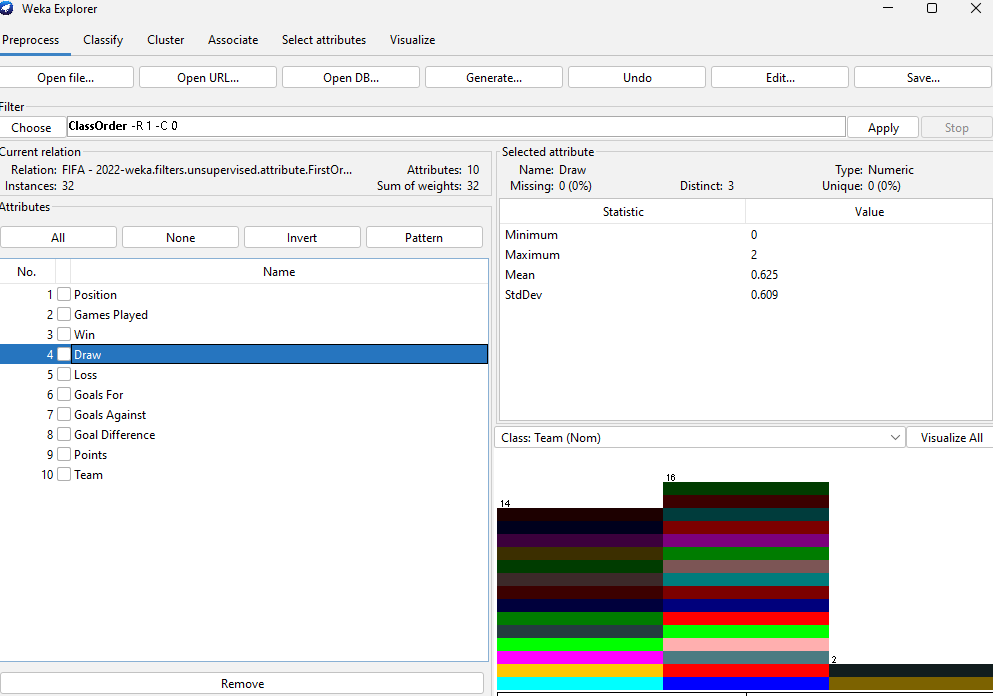 Weka Explorer
Preprocess Classify Cluster Associate Select attributes Visualize
Open file... Open URL... Open DB... Generate... Undo Edit... Save...
Filter
Choose ClassOrder -R 1 -C 0 Apply Stop
Current relation
Relation: FIFA - 2022-weka.filters.unsupervised.attribute.FirstOr... Attributes: 10
Instances: 32 Sum of weights: 32
Attributes
All None Invert Pattern
No. Name
1 Position
2 Games Played
3 Win
4 Draw
5 Loss
6 Goals For
7 Goals Against
8 Goal Difference
9 Points
10 Team
Remove
Selected attribute
Name: Draw Type: Numeric
Missing: 0 (0%) Distinct: 3 Unique: 0 (0%)
Statistic Value
Minimum 0
Maximum 2
Mean 0.625
StdDev 0.609
Class: Team (Nom) Visualize All
14
16
2